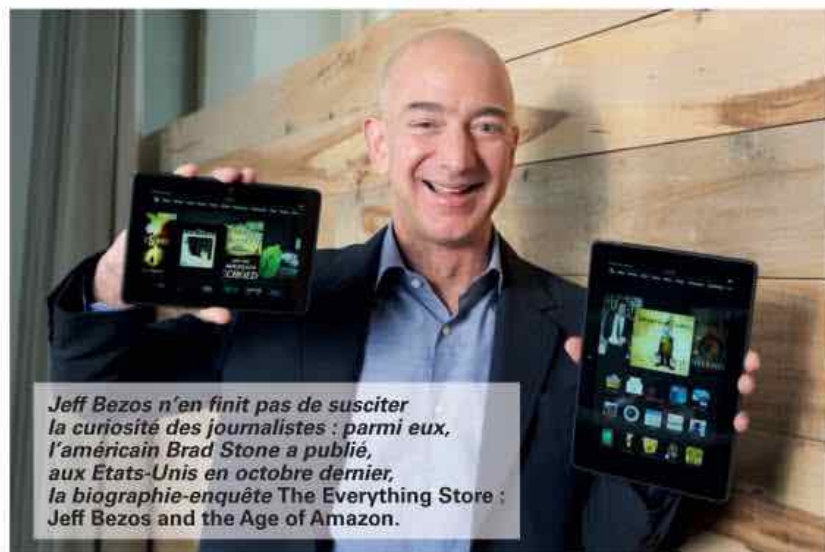 Jeff Bezos n'en finit pas de susciter
la curiosité des journalistes : parmi eux,
l'américain Brad Stone a publié,
aux Etats-Unis en octobre dernier,
la biographie-enquête The Everything Store :
Jeff Bezos and the Age of Amazon.